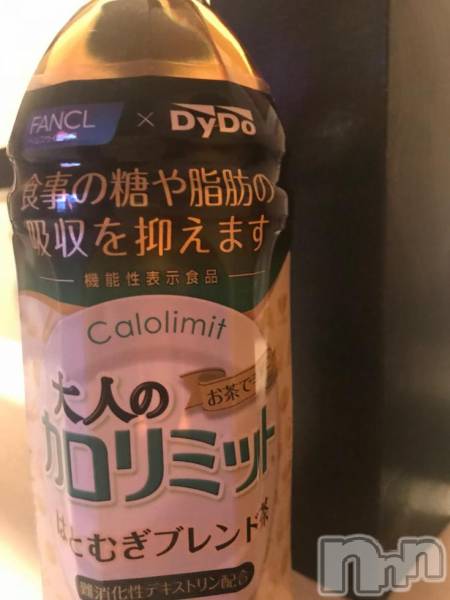 FANCL × DyDo
食事の糖や脂肪の
吸収を抑えます
機能性表示食品
Calolimit
お茶で
大人の
カロリミット
はとむぎブレンド茶
難消化性デキストリン配合
nnn